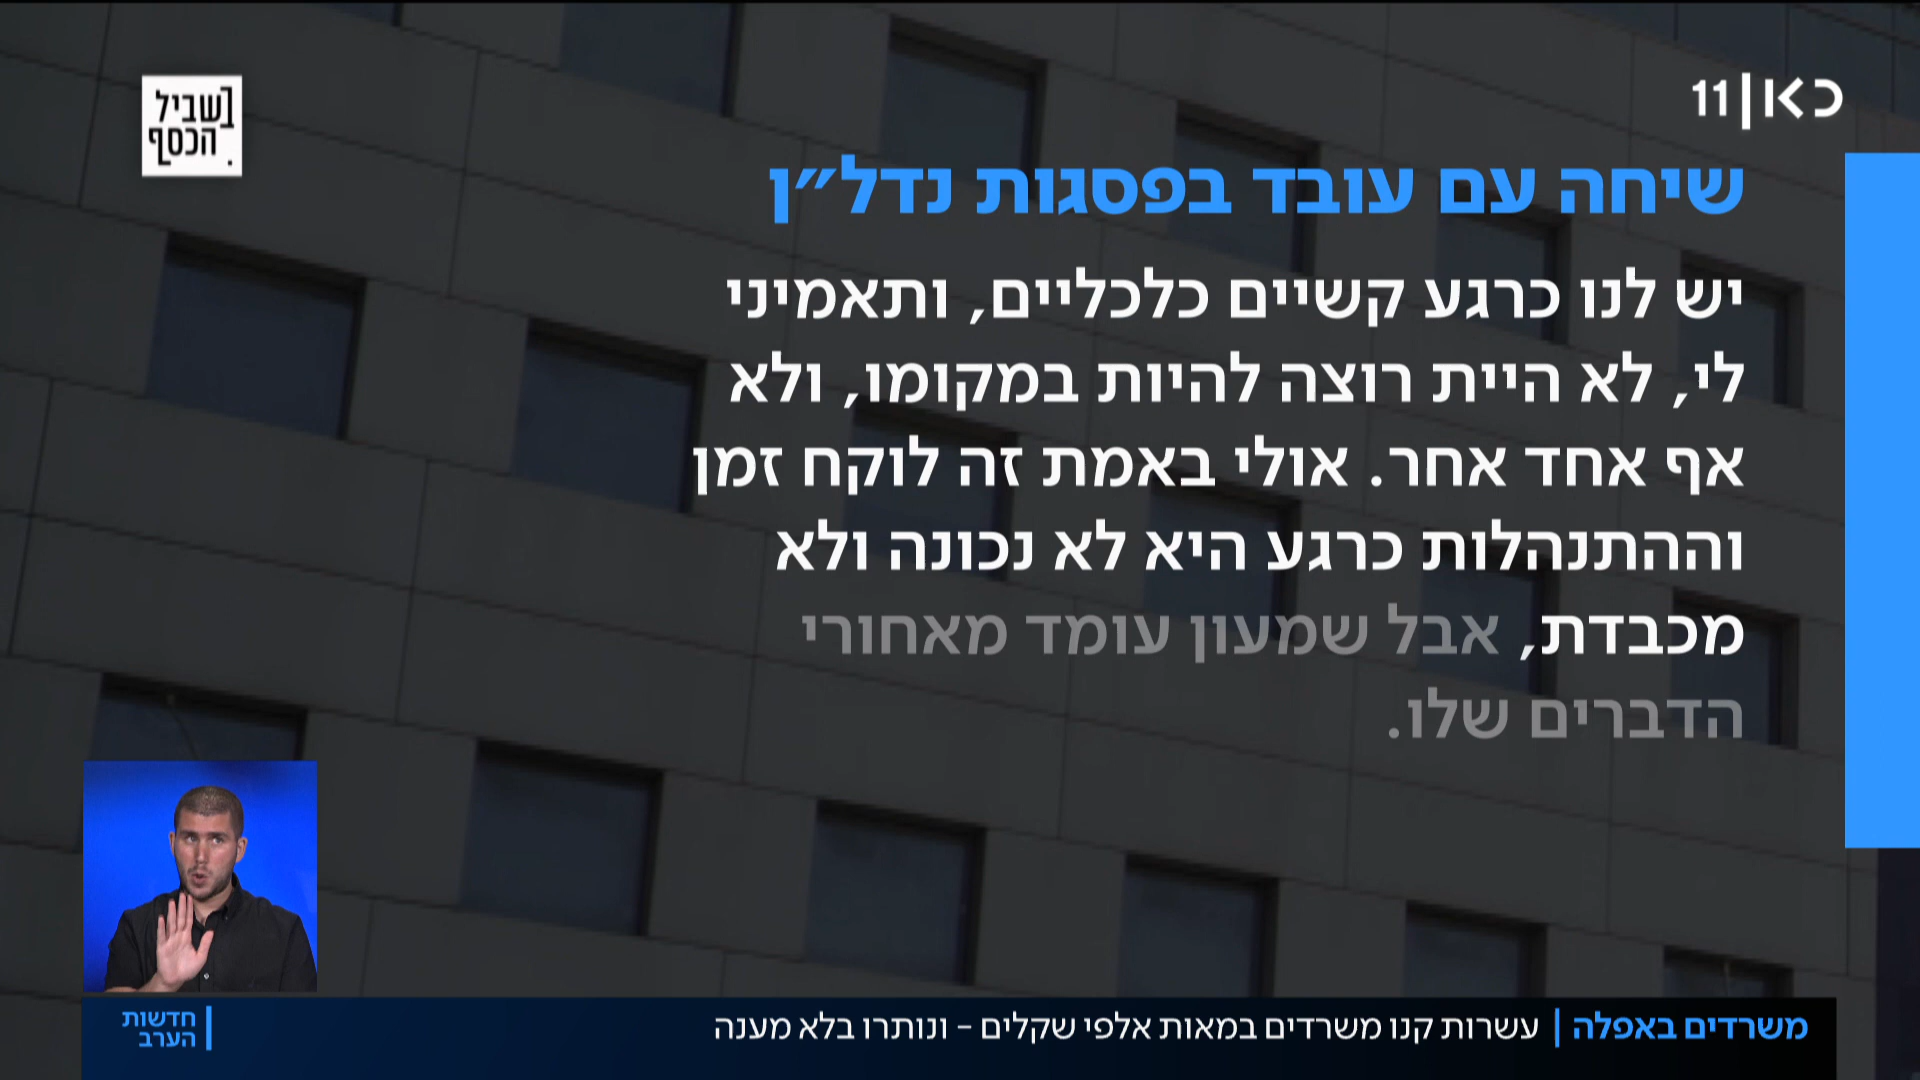 בשביל
הכסף.
כאן|11
שיחה עם עובד בפסגות נדל״ן
יש לנו כרגע קשיים כלכליים, ותאמיני
לי, לא היית רוצה להיות במקומו, ולא
אף אחד אחר. אולי באמת זה לוקח זמן
וההתנהלות כרגע היא לא נכונה ולא
מכבדת, אבל שמעון עומד מאחורי
הדברים שלו.
משרדים באפלה | עשרות קנו משרדים במאות אלפי שקלים - ונותרו בלא מענה
חדשות
הערב